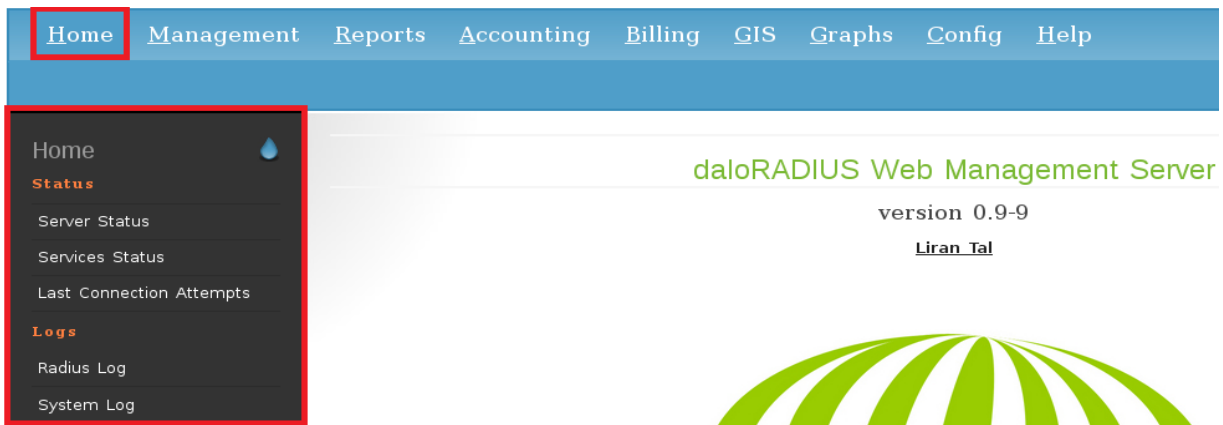 Home Management Reports Accounting Billing GIS Graphs Config Help
Home
Status
Server Status
Services Status
Last Connection Attempts
Logs
Radius Log
System Log
daloRADIUS Web Management Server
version 0.9-9
Liran Tal